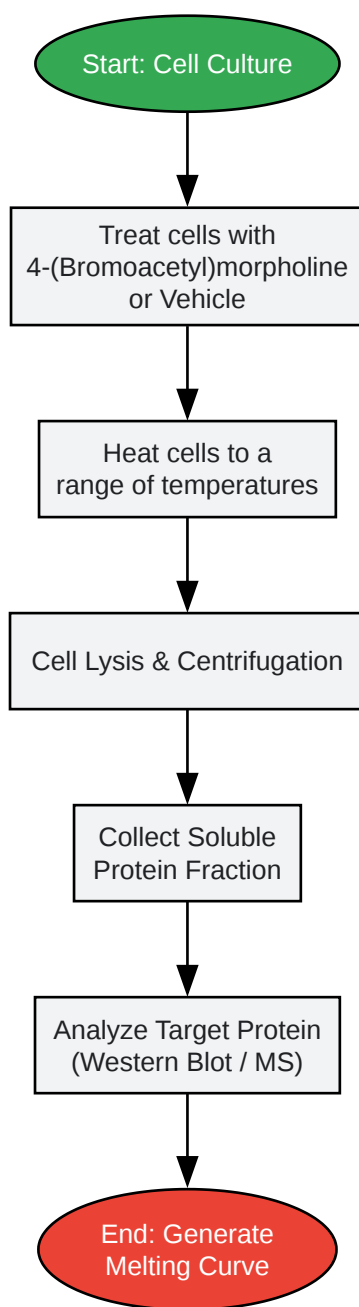 Start: Cell Culture
Treat cells with
4-(Bromoacetyl)morpholine
or Vehicle
Heat cells to a
range of temperatures
Cell Lysis & Centrifugation
Collect Soluble
Protein Fraction
Analyze Target Protein
(Western Blot / MS)
End: Generate
Melting Curve